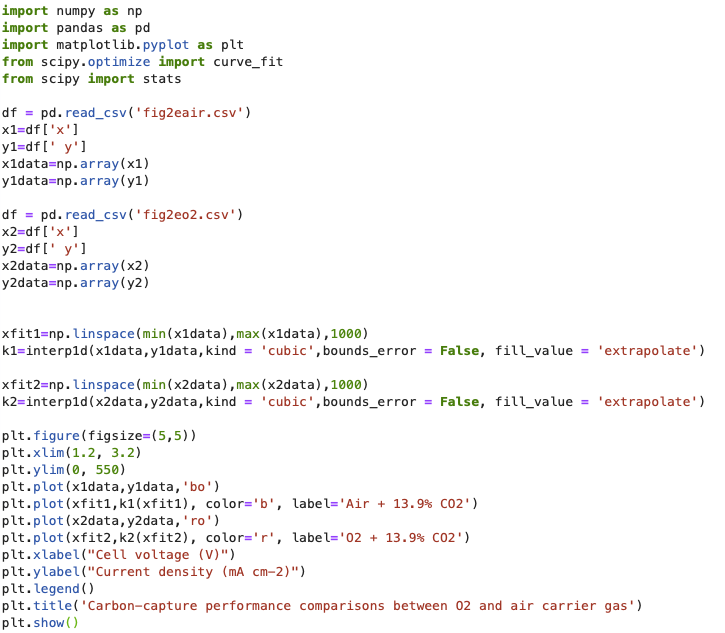 import numpy as np
import pandas as pd
import matplotlib.pyplot as plt
from scipy.optimize import curve_fit
from scipy import stats
df = pd.read_csv('fig2eair.csv')
x1=df['x']
y1=df[' y']
x1data=np.array(x1)
y1data=np.array(y1)
df = pd.read_csv('fig2eo2.csv')
x2=df['x']
y2=df[' y']
x2data=np.array(x2)
y2data=np.array(y2)
xfit1=np.linspace(min(x1data),max(x1data),1000)
k1=interp1d(x1data,y1data,kind = 'cubic',bounds_error = False, fill_value = 'extrapolate')
xfit2=np.linspace(min(x2data),max(x2data),1000)
k2=interp1d(x2data,y2data,kind = 'cubic',bounds_error = False, fill_value = 'extrapolate')
plt.figure(figsize=(5,5))
plt.xlim(1.2, 3.2)
plt.ylim(0, 550)
plt.plot(x1data,y1data,'bo')
plt.plot(xfit1,k1(xfit1), color='b', label='Air + 13.9% CO2')
plt.plot(x2data,y2data,'ro')
plt.plot(xfit2,k2(xfit2), color='r', label='O2 + 13.9% CO2')
plt.xlabel("Cell voltage (V)")
plt.ylabel("Current density (mA cm-2)")
plt.legend()
plt.title('Carbon-capture performance comparisons between O2 and air carrier gas')
plt.show()